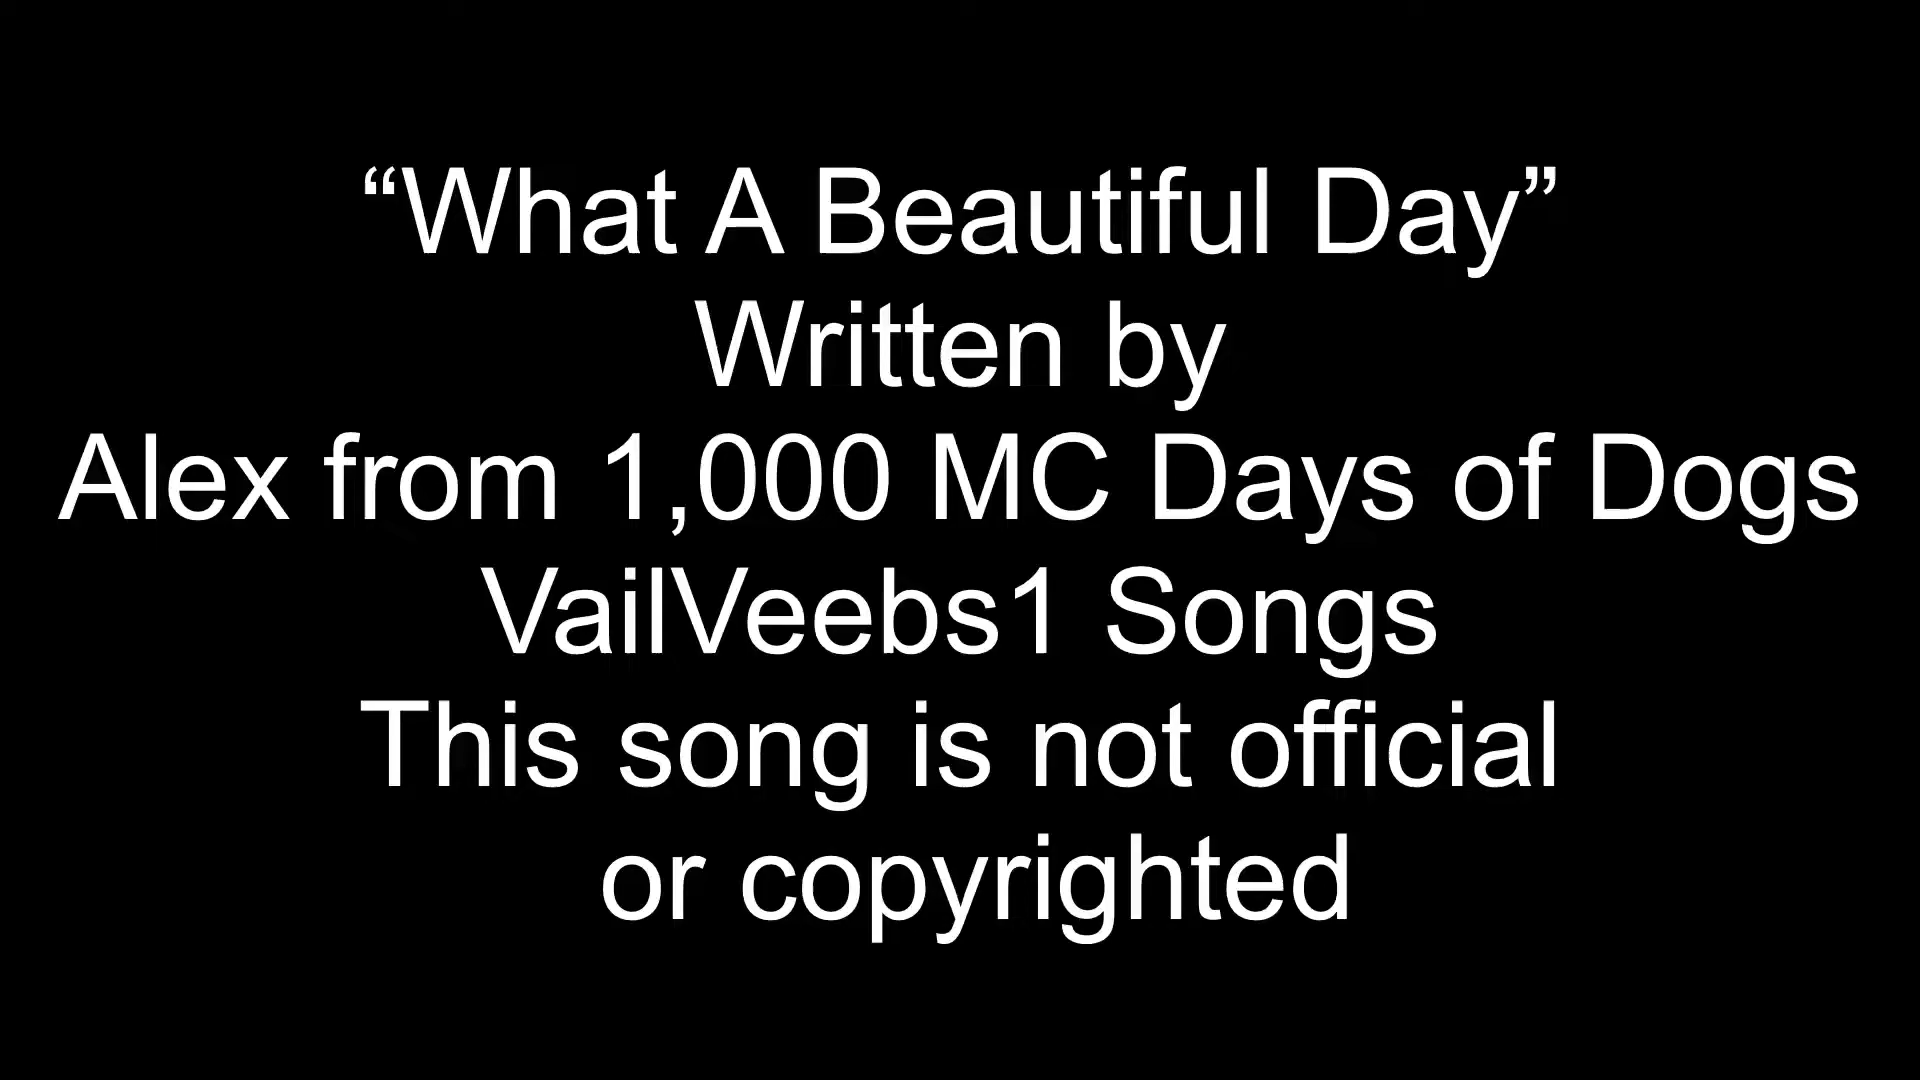 “What A Beautiful Day”
Written by
Alex from 1,000 MC Days of Dogs
VailVeebs1 Songs
This song is not official
or copyrighted